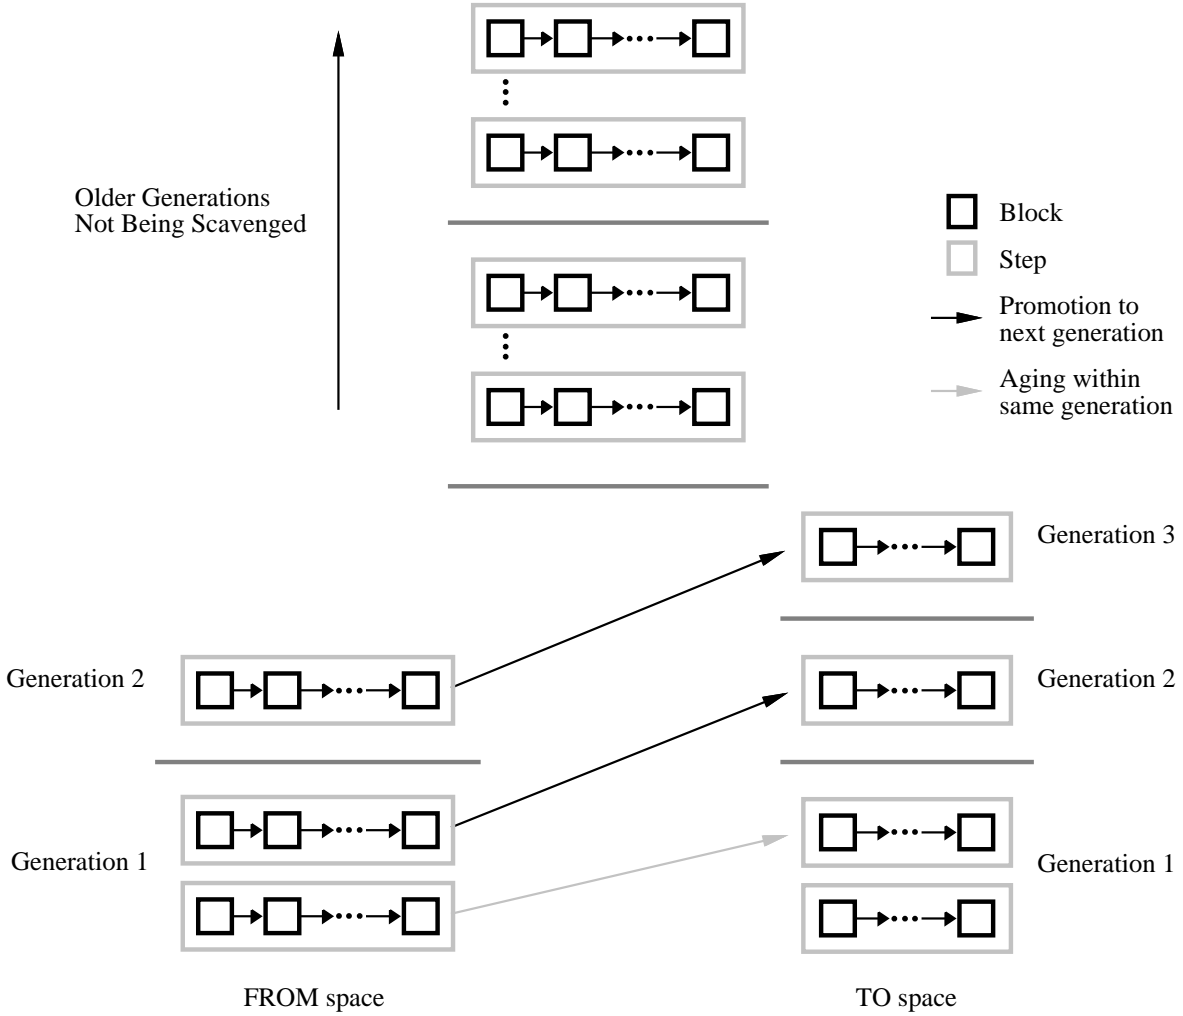 Older Generations
Not Being Scavenged
Block
Step
Promotion to
next generation
Aging within
same generation
Generation 3
Generation 2
Generation 2
Generation 1
Generation 1
FROM space
TO space